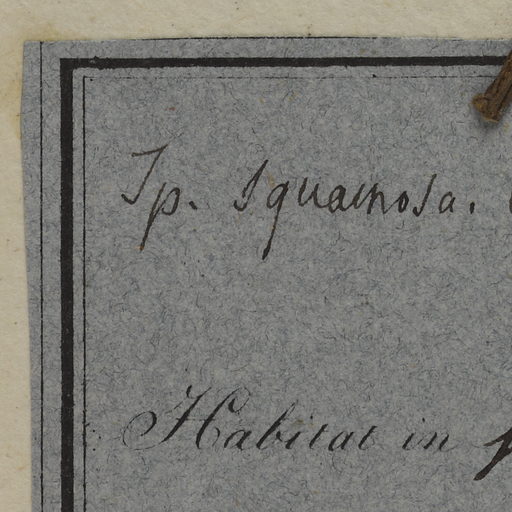 Sp. Squamosa.
Habitat in